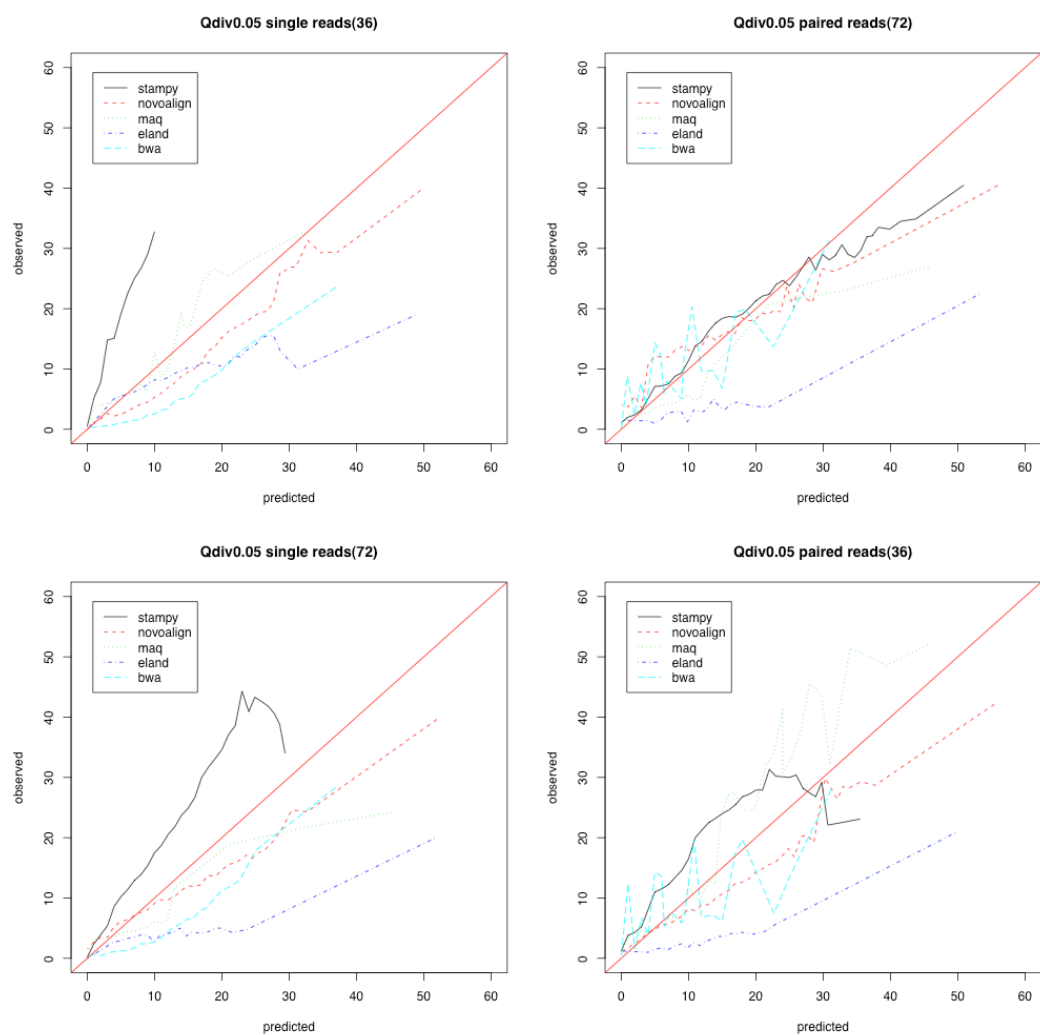 Qdiv0.05 single reads(36)
stampy
novoalign
maq
eland
bwa
60
50
40
30
20
10
0
observed
0 10 20 30 40 50 60
predicted
Qdiv0.05 paired reads(72)
stampy
novoalign
maq
eland
bwa
60
50
40
30
20
10
0
observed
0 10 20 30 40 50 60
predicted
Qdiv0.05 single reads(72)
stampy
novoalign
maq
eland
bwa
60
50
40
30
20
10
0
observed
0 10 20 30 40 50 60
predicted
Qdiv0.05 paired reads(36)
stampy
novoalign
maq
eland
bwa
60
50
40
30
20
10
0
observed
0 10 20 30 40 50 60
predicted